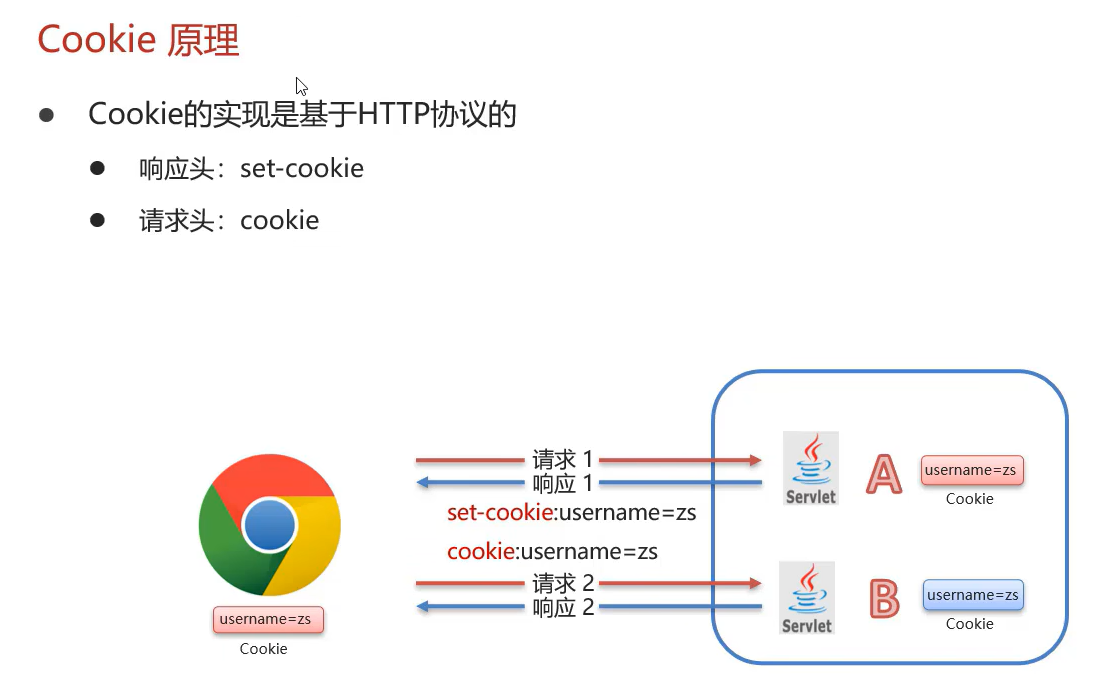 Cookie 原理
Cookie的实现是基于HTTP协议的
响应头：set-cookie
请求头：cookie
请求 1
响应 1
set-cookie:username=zs
Servlet
A
username=zs
Cookie
cookie:username=zs
请求 2
响应 2
Servlet
B
username=zs
Cookie
username=zs
Cookie